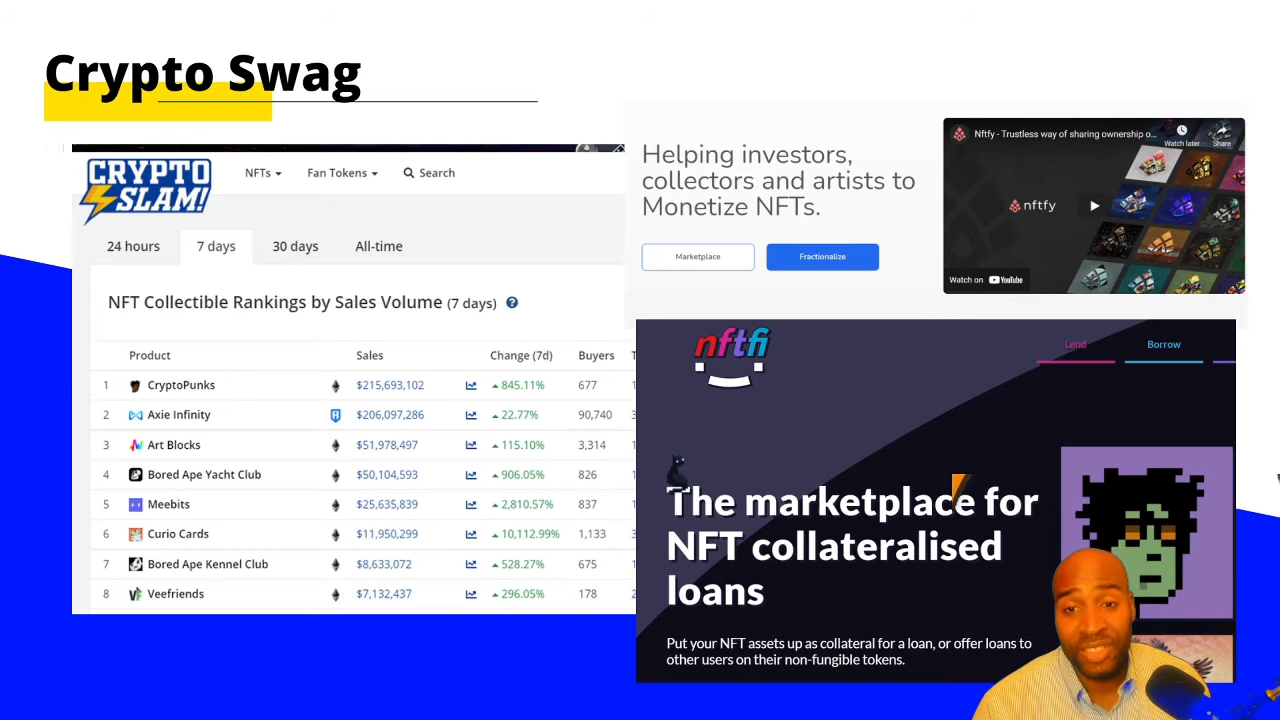 Crypto Swag
CRYPTO
SLAM!
NFTs
Fan Tokens
Search
24 hours
7 days
30 days
All-time
NFT Collectible Rankings by Sales Volume (7 days) ?
Product Sales Change (7d) Buyers
1 CryptoPunks $215,693,102 845.11% 677
2 Axie Infinity $206,097,286 22.77% 90,740
3 Art Blocks $51,978,497 115.10% 3,314
4 Bored Ape Yacht Club $50,104,593 906.05% 826
5 Meebits $25,635,839 2,810.57% 837
6 Curio Cards $11,950,299 10,112.99% 1,133
7 Bored Ape Kennel Club $8,633,072 528.27% 675
8 Veefriends $7,132,437 296.05% 178
Helping investors,
collectors and artists to
Monetize NFTs.
Marketplace
Fractionalize
Nftfy - Trustless way of sharing ownership o...
Watch later
Share
nftfy
Watch on YouTube
nftfi
Lend
Borrow
The marketplace for
NFT collateralised
loans
Put your NFT assets up as collateral for a loan, or offer loans to
other users on their non-fungible tokens.